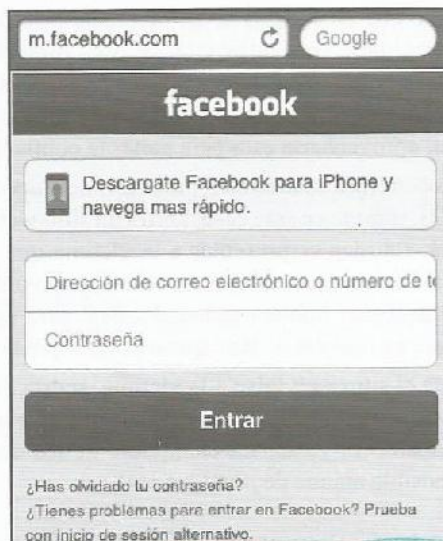 m.facebook.com
Google
facebook
Descárgate Facebook para iPhone y
navega mas rápido.
Dirección de correo electrónico o número de te
Contraseña
Entrar
¿Has olvidado tu contraseña?
¿Tienes problemas para entrar en Facebook? Prueba
con inicio de sesión alternativo.